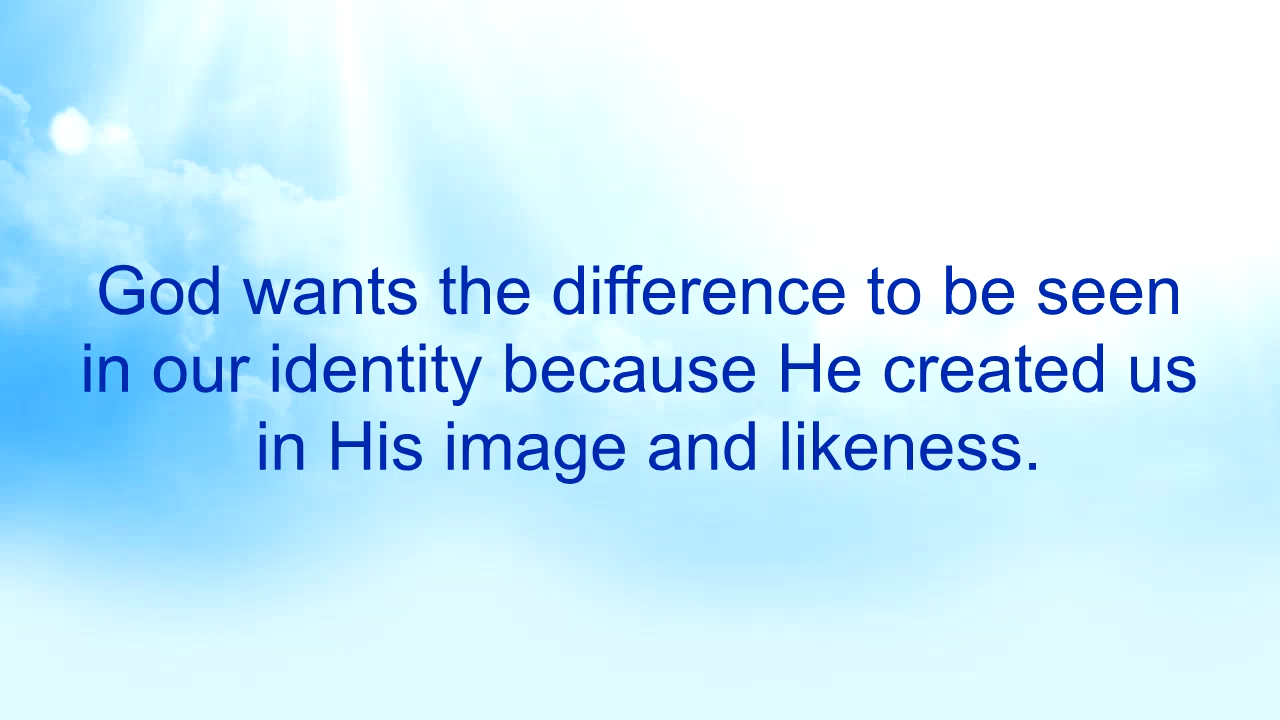 God wants the difference to be seen
in our identity because He created us
in His image and likeness.